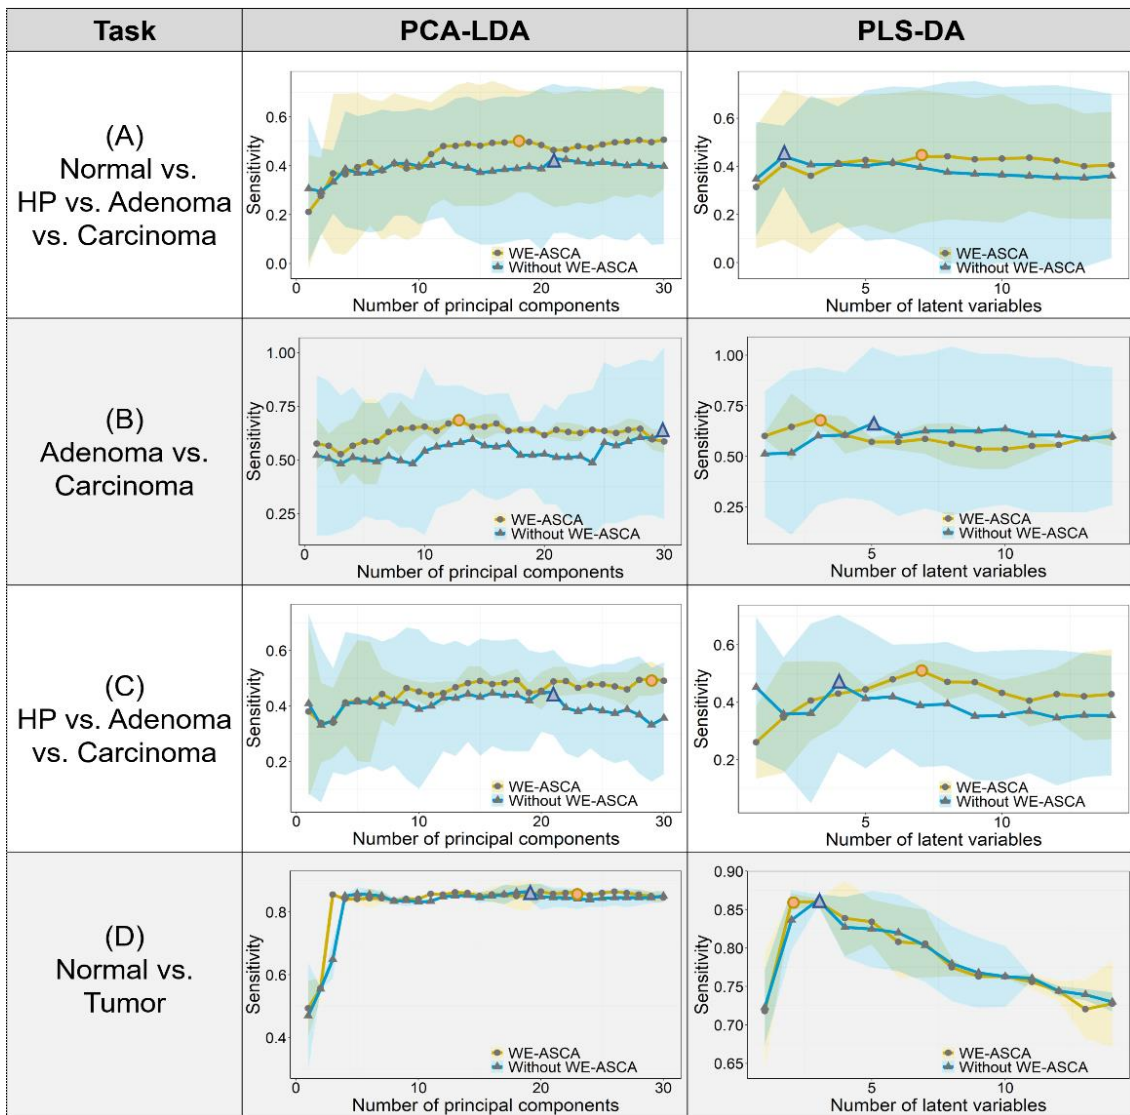 Task PCA-LDA PLS-DA
(A)
Normal vs.
HP vs. Adenoma
vs. Carcinoma
Sensitivity
0.6
0.4
0.2
0.0
WE-ASCA
Without WE-ASCA
0 10 20 30
Number of principal components
Sensitivity
0.6
0.4
0.2
0.0
WE-ASCA
Without WE-ASCA
5 10
Number of latent variables
(B)
Adenoma vs.
Carcinoma
Sensitivity
1.00
0.75
0.50
0.25
WE-ASCA
Without WE-ASCA
0 10 20 30
Number of principal components
Sensitivity
1.00
0.75
0.50
0.25
WE-ASCA
Without WE-ASCA
5 10
Number of latent variables
(C)
HP vs. Adenoma
vs. Carcinoma
Sensitivity
0.6
0.4
0.2
WE-ASCA
Without WE-ASCA
0 10 20 30
Number of principal components
Sensitivity
0.6
0.4
0.2
WE-ASCA
Without WE-ASCA
5 10
Number of latent variables
(D)
Normal vs.
Tumor
Sensitivity
0.8
0.6
0.4
WE-ASCA
Without WE-ASCA
0 10 20 30
Number of principal components
Sensitivity
0.90
0.85
0.80
0.75
0.70
0.65
WE-ASCA
Without WE-ASCA
5 10
Number of latent variables